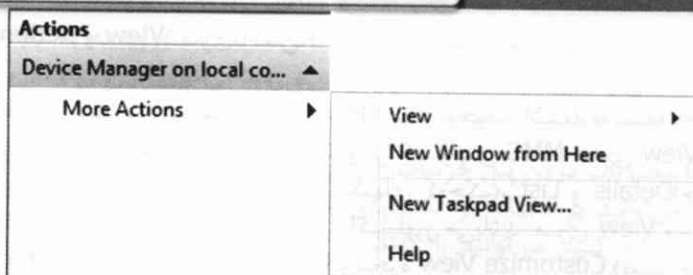 Actions
Device Manager on local co...
More Actions
View
New Window from Here
New Taskpad View...
Help